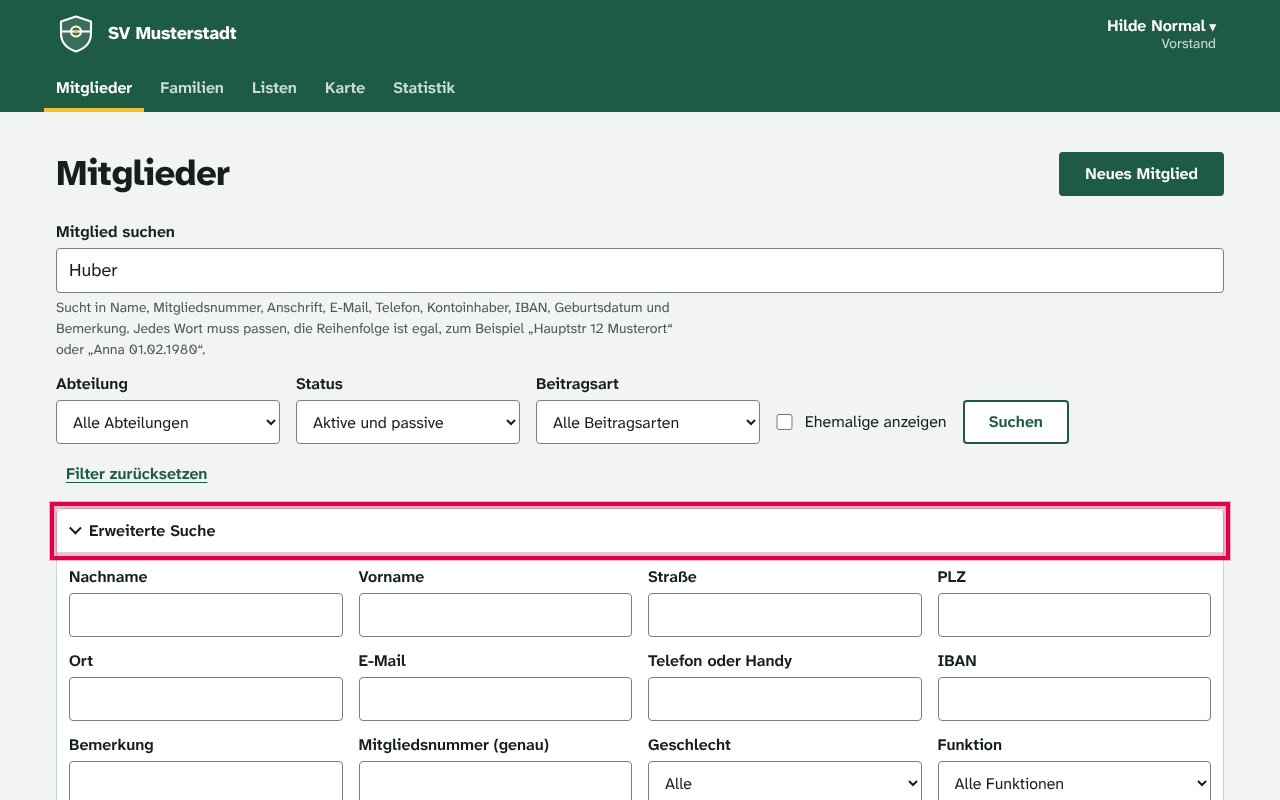 SV Musterstadt
Hilde Normal ▾
Vorstand
Mitglieder
Familien
Listen
Karte
Statistik
Mitglieder
Neues Mitglied
Mitglied suchen
Huber
Sucht in Name, Mitgliedsnummer, Anschrift, E-Mail, Telefon, Kontoinhaber, IBAN, Geburtsdatum und
Bemerkung. Jedes Wort muss passen, die Reihenfolge ist egal, zum Beispiel „Hauptstr 12 Musterort“
oder „Anna 01.02.1980“.
Abteilung
Status
Beitragsart
Alle Abteilungen
Aktive und passive
Alle Beitragsarten
Ehemalige anzeigen
Suchen
Filter zurücksetzen
Erweiterte Suche
Nachname
Vorname
Straße
PLZ
Ort
E-Mail
Telefon oder Handy
IBAN
Bemerkung
Mitgliedsnummer (genau)
Geschlecht
Funktion
Alle
Alle Funktionen